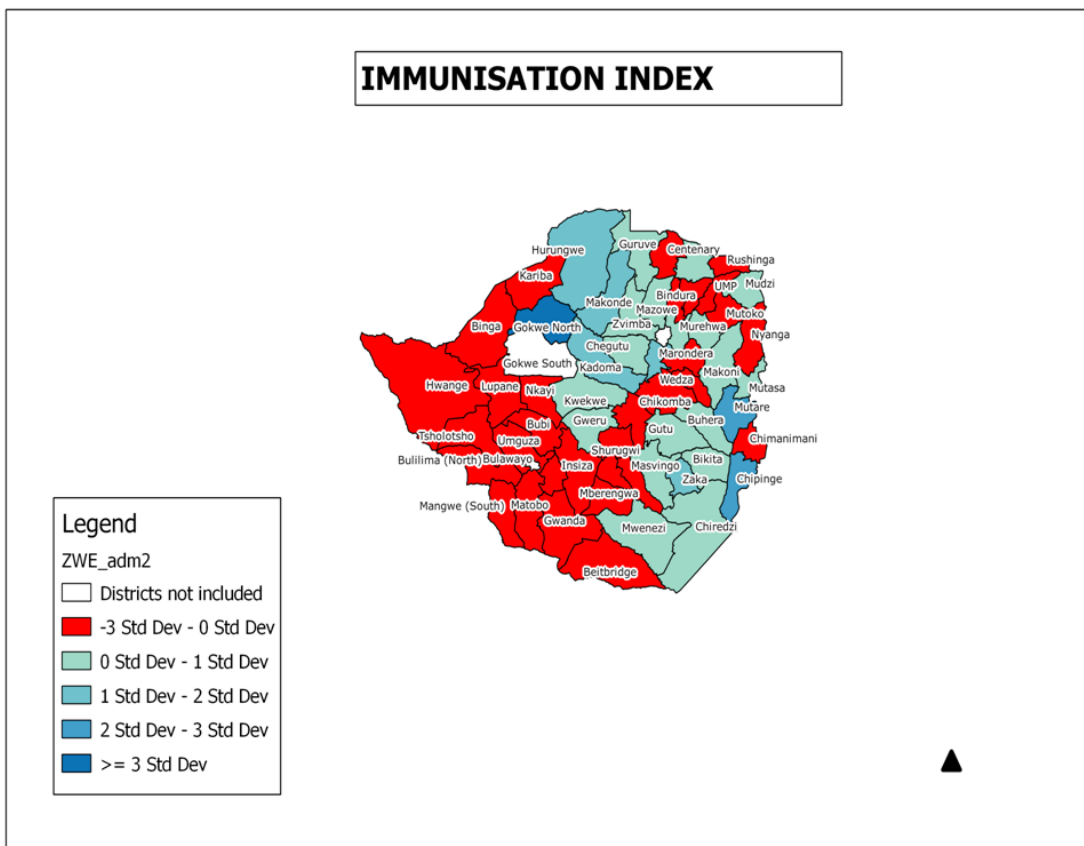 IMMUNISATION INDEX
Hurungwe
Guruve
Centenary
Rushinga
Kariba
UMP
Mudzi
Bindura
Makonde
Mazowe
Mutoko
Binga
Gokwe North
Zvimba
Murehwa
Nyanga
Chegutu
Marondera
Gokwe South
Kadoma
Makoni
Wedza
Hwange
Lupane
Nkayi
Mutasa
Kwekwe
Chikomba
Mutare
Gweru
Buhera
Bubi
Gutu
Tsholotsho
Umguza
Chimanimani
Shurugwi
Bulilima (North)
Bulawayo
Insiza
Masvingo
Bikita
Zaka
Chipinge
Mberengwa
Mangwe (South)
Matobo
Gwanda
Mwenezi
Chiredzi
Beitbridge
Legend
ZWE_adm2
Districts not included
-3 Std Dev - 0 Std Dev
0 Std Dev - 1 Std Dev
1 Std Dev - 2 Std Dev
2 Std Dev - 3 Std Dev
>= 3 Std Dev